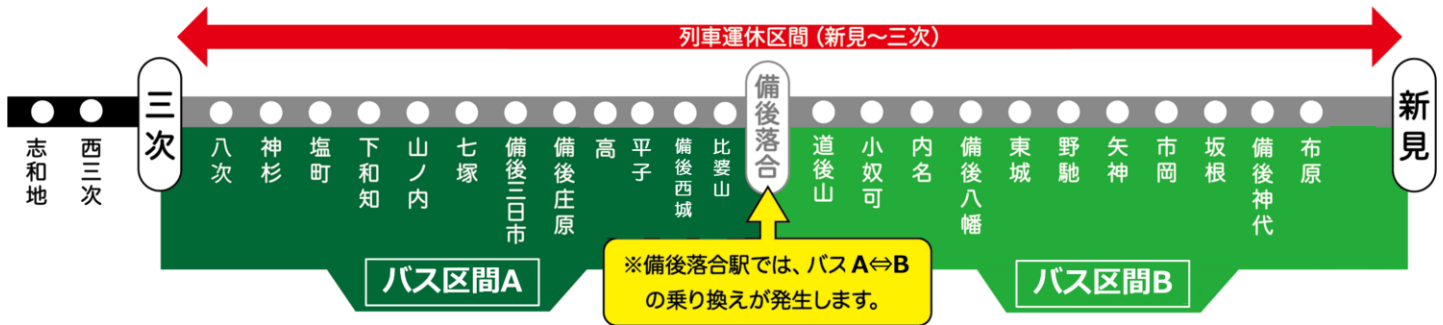 列車運休区間（新見～三次）
志和地
西三次
三次
八次
神杉
塩町
下和知
山ノ内
七塚
備後三日市
備後庄原
高
平子
備後西城
比婆山
備後落合
道後山
小奴可
内名
備後八幡
東城
野馳
矢神
市岡
坂根
備後神代
布原
新見
バス区間A
※備後落合駅では、バスA⇔B
の乗り換えが発生します。
バス区間B